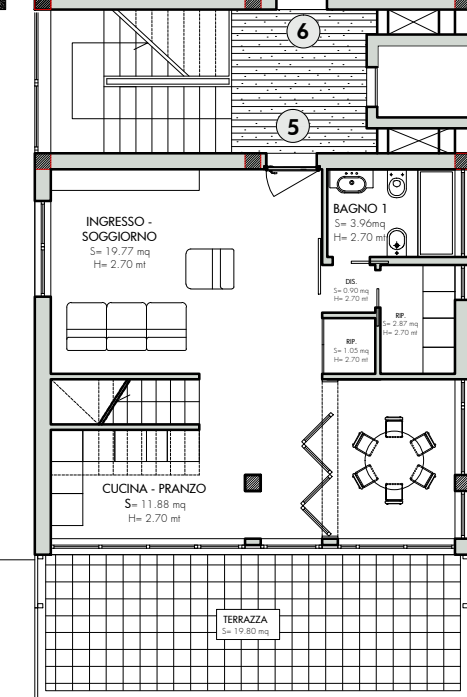 6
5
INGRESSO -
SOGGIORNO
S= 19.77 mq
H= 2.70 mt
BAGNO 1
S= 3.96mq
H= 2.70 mt
DIS.
S= 0.90 mq
H= 2.70 mt
RIP.
S= 2.87 mq
H= 2.70 mt
RIP.
S= 1.05 mq
H= 2.70 mt
CUCINA - PRANZO
S= 11.88 mq
H= 2.70 mt
TERRAZZA
S= 19.80 mq